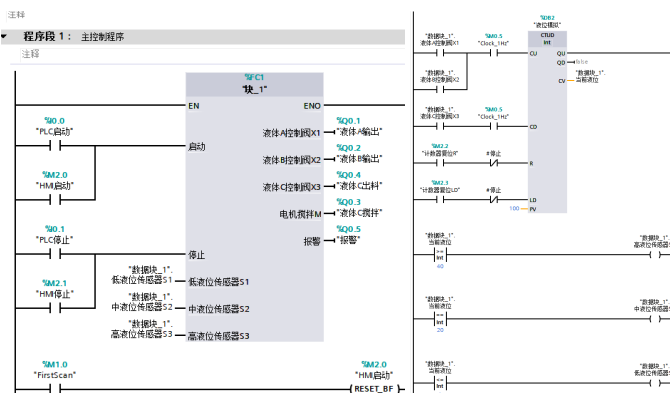 注释
程序段 1： 主控制程序
注释
%FC1
"块_1"
EN
ENO
%I0.0
"PLC启动"
启动
%M2.0
"HMI启动"
%I0.1
"PLC停止"
停止
%M2.1
"HMI停止"
"数据块_1".
低液位传感器S1
低液位传感器S1
"数据块_1".
中液位传感器S2
中液位传感器S2
"数据块_1".
高液位传感器S3
高液位传感器S3
%Q0.1
液体A控制阀X1
"液体A输出"
%Q0.2
液体B控制阀X2
"液体B输出"
%Q0.4
液体C控制阀X3
"液体C出料"
%Q0.3
电机搅拌M
"液体C搅拌"
%Q0.5
报警
"报警"
%M1.0
"FirstScan"
%M2.0
"HMI启动"
RESET_BF
%DB2
"液位模拟"
CTUD
Int
"数据块_1".
液体A控制阀X1
%M0.5
"Clock_1Hz"
CU
QU
QD
false
"数据块_1".
液体B控制阀X2
CV
"数据块_1".
当前液位
"数据块_1".
液体C控制阀X3
%M0.5
"Clock_1Hz"
CD
%M2.2
"计数器复位R"
#停止
R
%M2.3
"计数器复位LD"
#停止
LD
100
PV
"数据块_1".
当前液位
Int
40
"数据块_1".
高液位传感器S
"数据块_1".
当前液位
Int
20
"数据块_1".
中液位传感器S
"数据块_1".
当前液位
Int
"数据块_1".
低液位传感器S